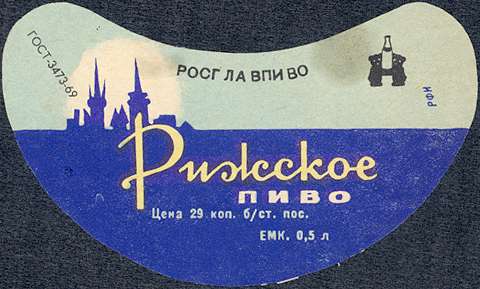 ГОСТ-3473-69
РОСГЛАВПИВО
РФН
Рижское
ПИВО
Цена 29 коп. б/ст. пос.
ЕМК. 0,5 л